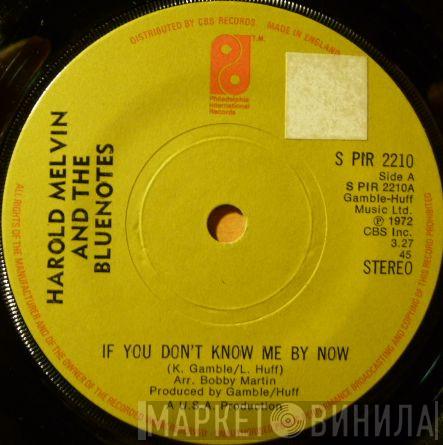 DISTRIBUTED BY CBS RECORDS
MADE IN ENGLAND
T.M.
Philadelphia
International
Records
HAROLD MELVIN
AND THE
BLUENOTES
S PIR 2210
Side A
S PIR 2210A
Gamble-Huff
Music Ltd.
℗ 1972
CBS Inc.
3.27
45
STEREO
IF YOU DON'T KNOW ME BY NOW
(K. Gamble/L. Huff)
Arr. Bobby Martin
Produced by Gamble/Huff
A U.S.A. Production
ALL RIGHTS OF THE MANUFACTURER AND OF THE OWNER OF THE RECORDED WORK
BROADCASTING AND COPYING OF THIS RECORD PROHIBITED
МАРКЕТ ВИНИЛА